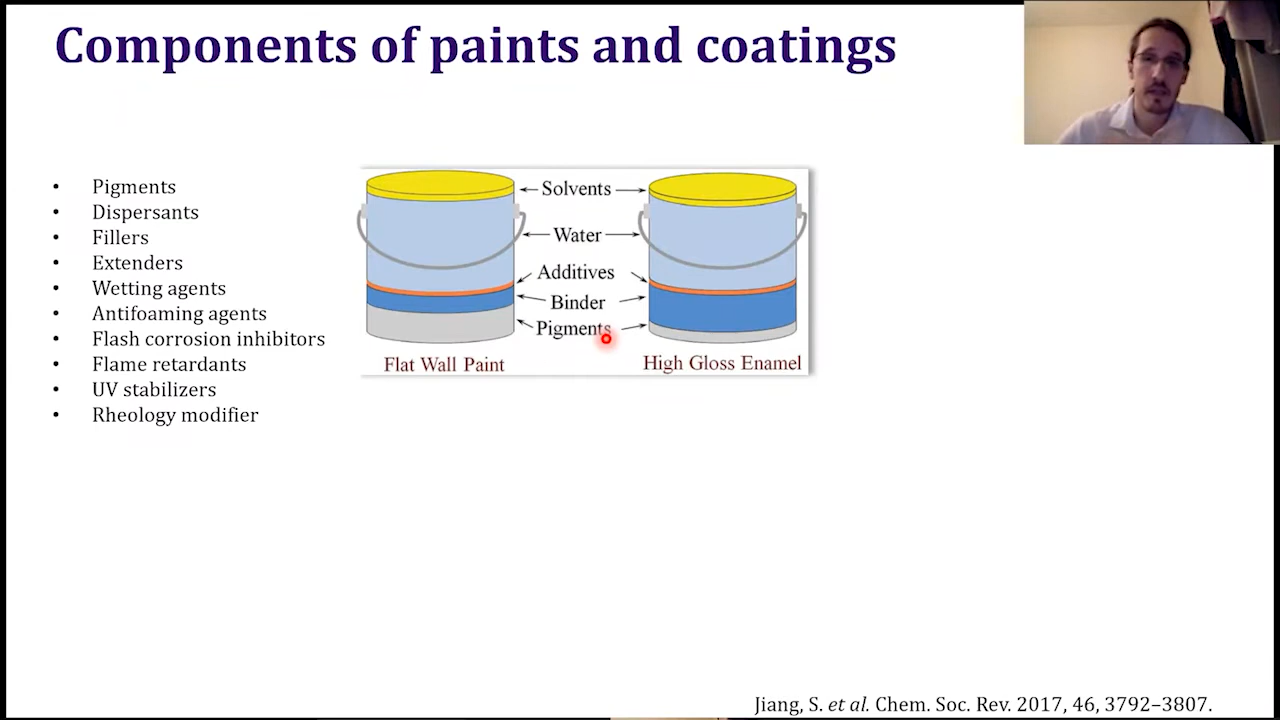 Components of paints and coatings
• Pigments
• Dispersants
• Fillers
• Extenders
• Wetting agents
• Antifoaming agents
• Flash corrosion inhibitors
• Flame retardants
• UV stabilizers
• Rheology modifier
Solvents
Water
Additives
Binder
Pigments
Flat Wall Paint
High Gloss Enamel
Jiang, S. et al. Chem. Soc. Rev. 2017, 46, 3792–3807.